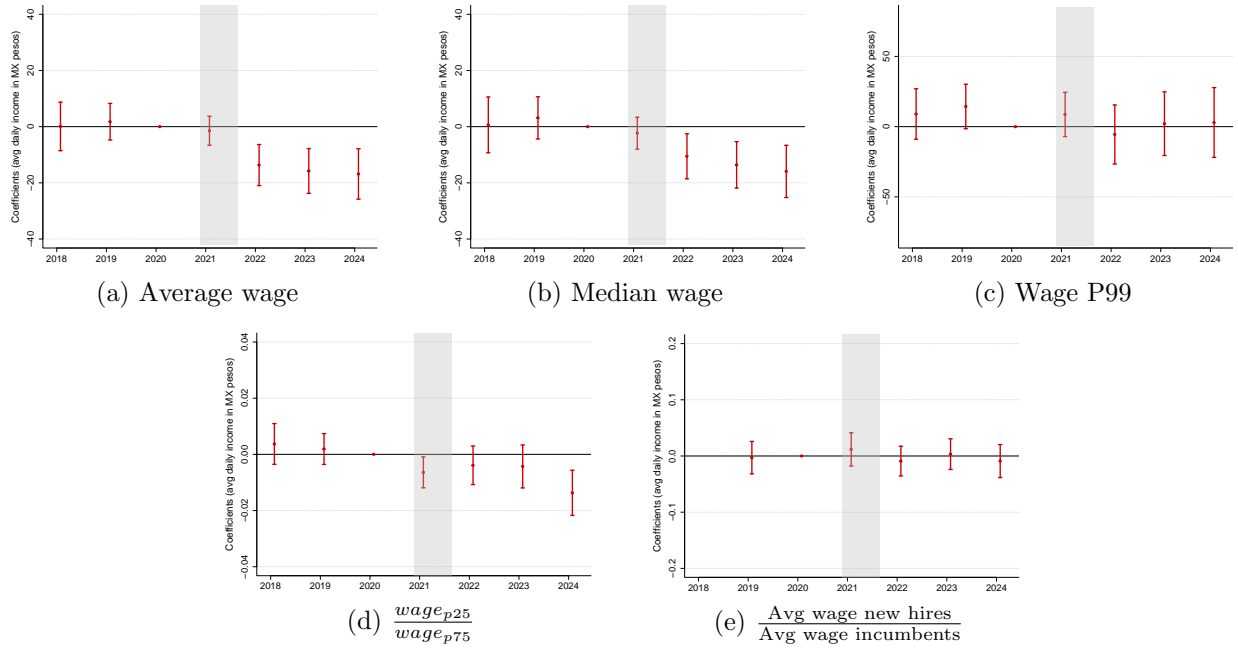 Coefficients (avg daily income in MX pesos)
40
20
0
−20
−40
2018 2019 2020 2021 2022 2023 2024
(a) Average wage
Coefficients (avg daily income in MX pesos)
40
20
0
−20
−40
2018 2019 2020 2021 2022 2023 2024
(b) Median wage
Coefficients (avg daily income in MX pesos)
50
0
−50
2018 2019 2020 2021 2022 2023 2024
(c) Wage P99
Coefficients (avg daily income in MX pesos)
0.04
0.02
0.00
−0.02
−0.04
2018 2019 2020 2021 2022 2023 2024
(d) wage_p25 / wage_p75
Coefficients (avg daily income in MX pesos)
0.2
0.1
0.0
−0.1
−0.2
2018 2019 2020 2021 2022 2023 2024
(e) Avg wage new hires / Avg wage incumbents